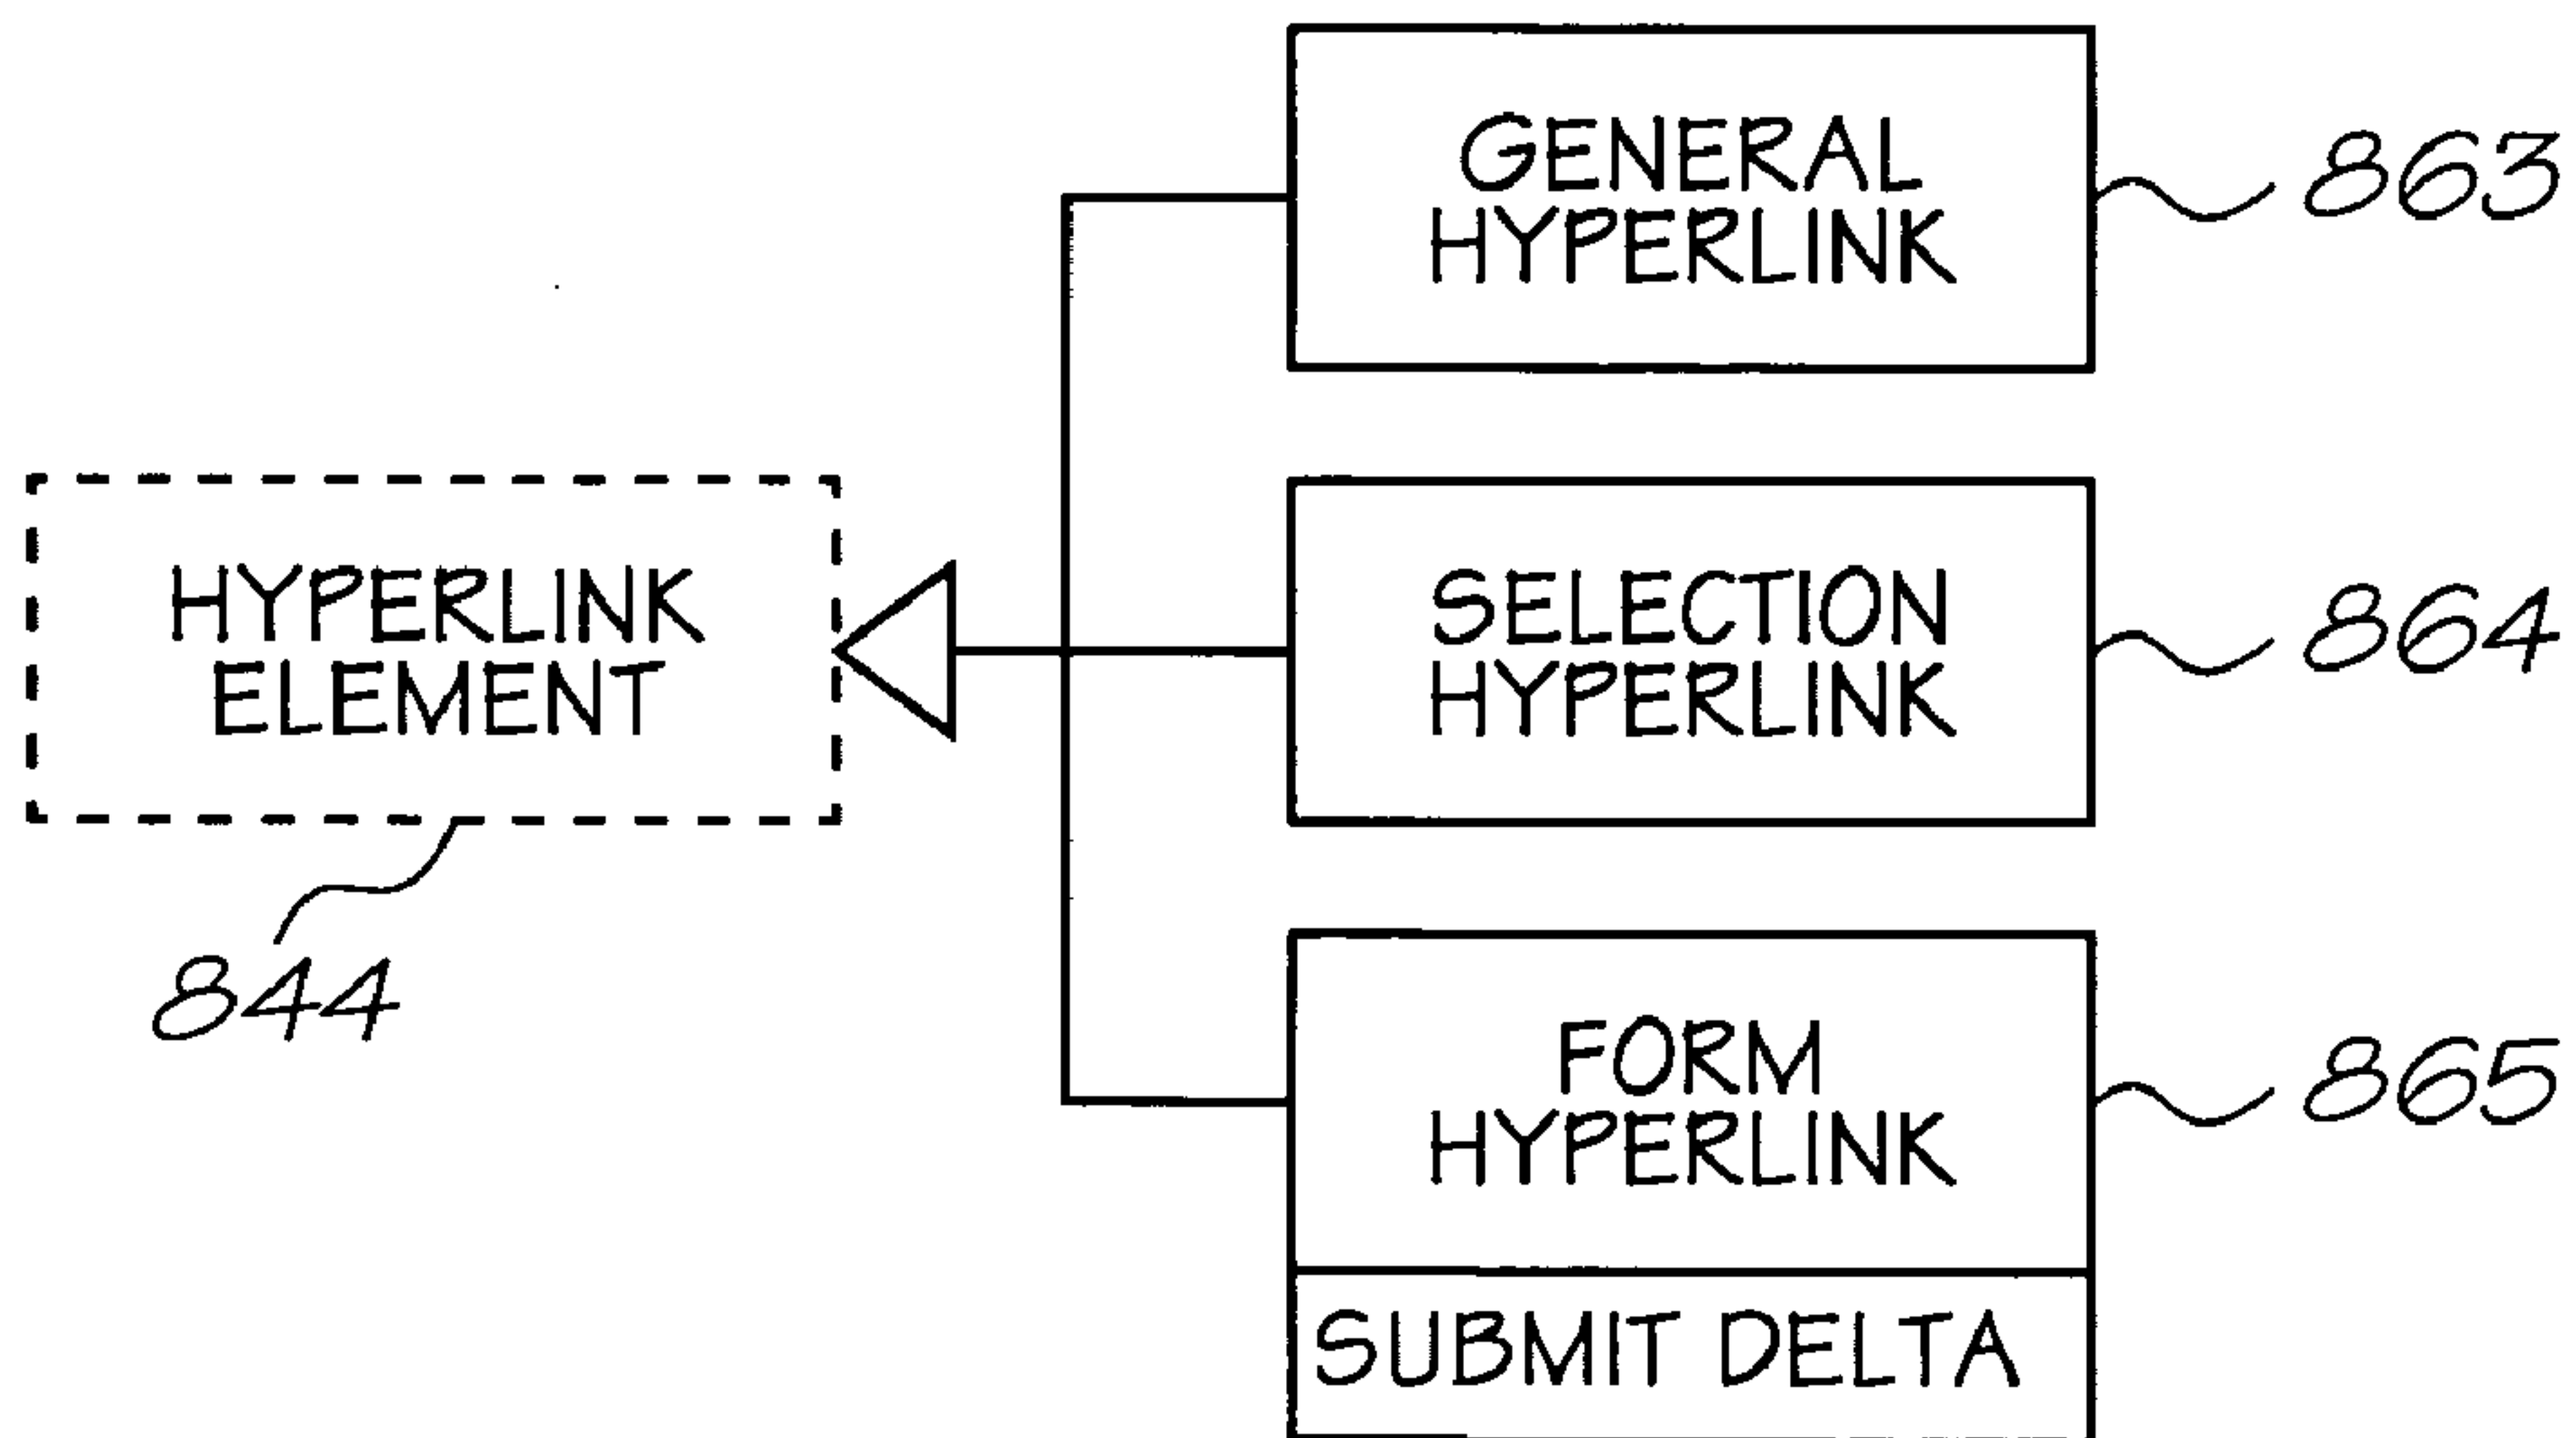 GENERAL
HYPERLINK
863
HYPERLINK
ELEMENT
844
SELECTION
HYPERLINK
864
FORM
HYPERLINK
865
SUBMIT DELTA